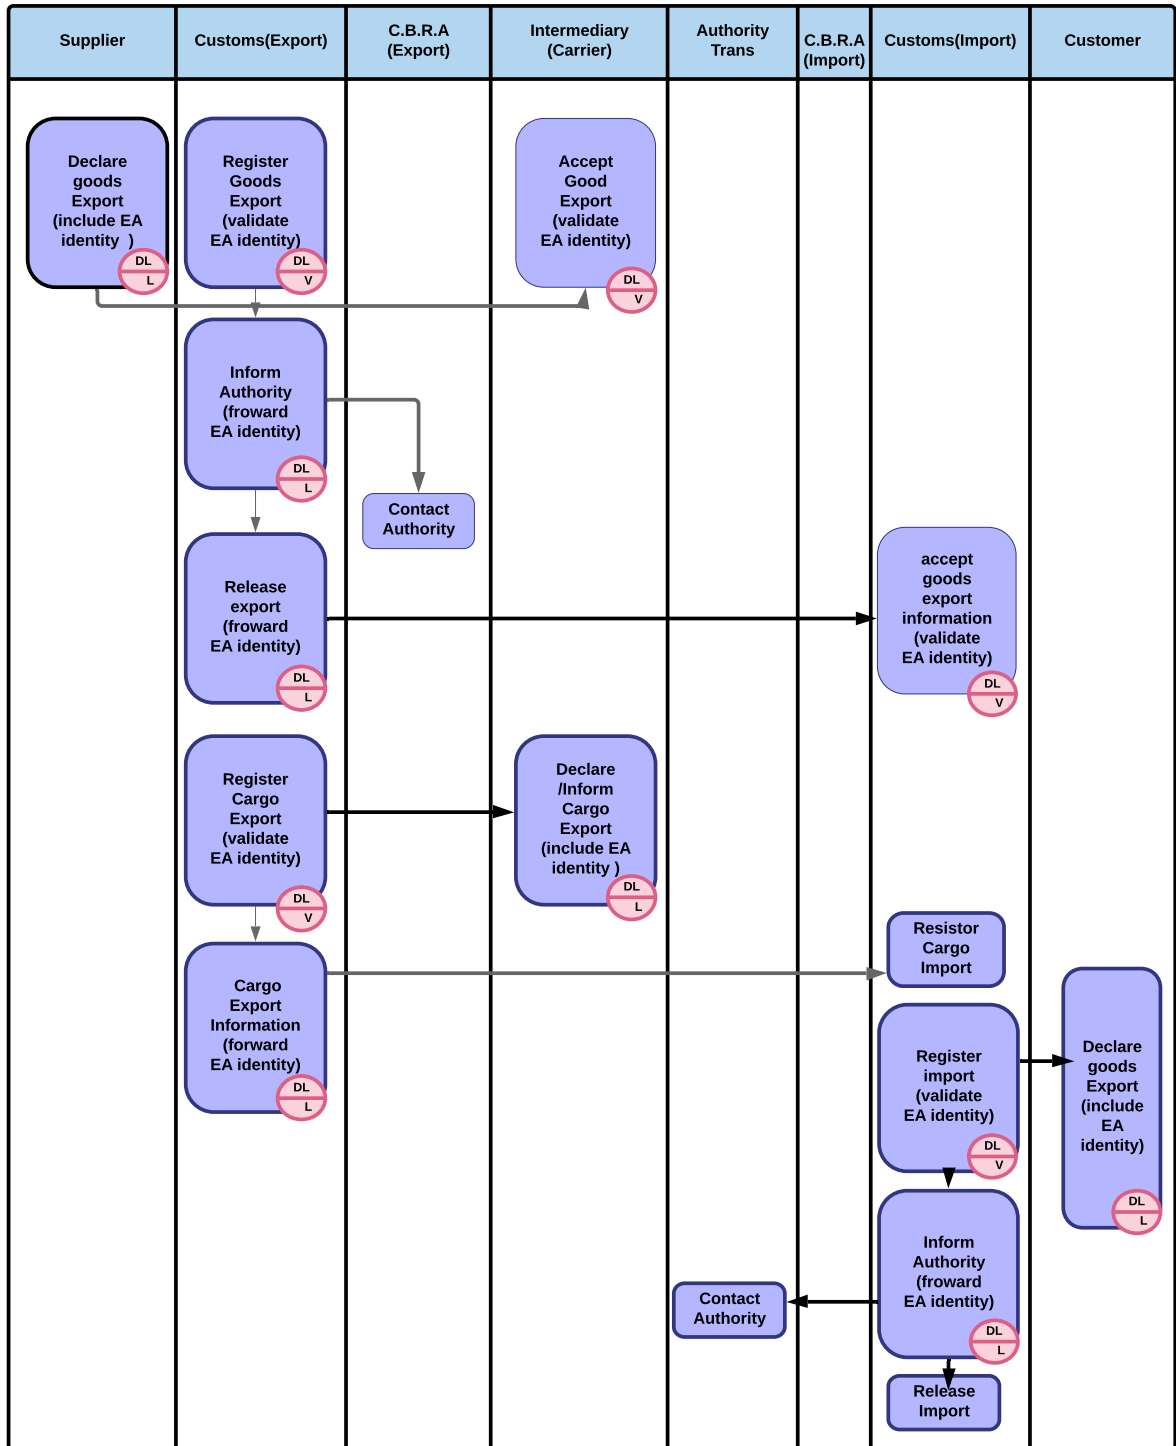 Supplier
Customs(Export)
C.B.R.A
(Export)
Intermediary
(Carrier)
Authority
Trans
C.B.R.A
(Import)
Customs(Import)
Customer
Declare
goods
Export
(include EA
identity )
DL
L
Register
Goods
Export
(validate
EA identity)
DL
V
Accept
Good
Export
(validate
EA identity)
DL
V
Inform
Authority
(froward
EA identity)
DL
L
Contact
Authority
Release
export
(froward
EA identity)
DL
L
accept
goods
export
information
(validate
EA identity)
DL
V
Register
Cargo
Export
(validate
EA identity)
DL
V
Declare
/Inform
Cargo
Export
(include EA
identity )
DL
L
Resistor
Cargo
Import
Cargo
Export
Information
(forward
EA identity)
DL
L
Register
import
(validate
EA identity)
DL
V
Declare
goods
Export
(include
EA
identity)
DL
L
Inform
Authority
(froward
EA identity)
DL
L
Contact
Authority
Release
Import